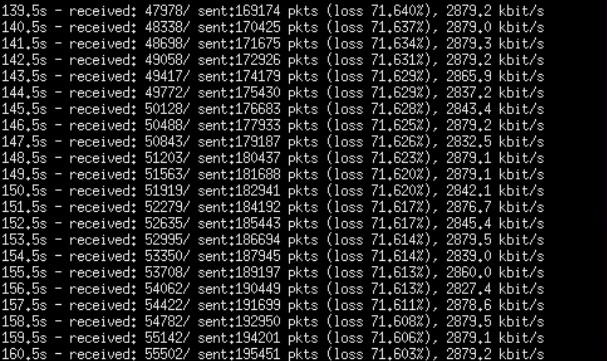 139.5s - received: 47978/ sent:169174 pkts (loss 71.640%), 2879.2 kbit/s
140.5s - received: 48338/ sent:170425 pkts (loss 71.637%), 2879.0 kbit/s
141.5s - received: 48698/ sent:171675 pkts (loss 71.634%), 2879.3 kbit/s
142.5s - received: 49058/ sent:172926 pkts (loss 71.631%), 2879.2 kbit/s
143.5s - received: 49417/ sent:174179 pkts (loss 71.629%), 2865.9 kbit/s
144.5s - received: 49772/ sent:175430 pkts (loss 71.629%), 2837.2 kbit/s
145.5s - received: 50128/ sent:176683 pkts (loss 71.628%), 2843.4 kbit/s
146.5s - received: 50488/ sent:177933 pkts (loss 71.625%), 2879.2 kbit/s
147.5s - received: 50843/ sent:179187 pkts (loss 71.626%), 2832.5 kbit/s
148.5s - received: 51203/ sent:180437 pkts (loss 71.623%), 2879.1 kbit/s
149.5s - received: 51563/ sent:181688 pkts (loss 71.620%), 2879.1 kbit/s
150.5s - received: 51919/ sent:182941 pkts (loss 71.620%), 2842.1 kbit/s
151.5s - received: 52279/ sent:184192 pkts (loss 71.617%), 2876.7 kbit/s
152.5s - received: 52635/ sent:185443 pkts (loss 71.617%), 2845.4 kbit/s
153.5s - received: 52995/ sent:186694 pkts (loss 71.614%), 2879.5 kbit/s
154.5s - received: 53350/ sent:187945 pkts (loss 71.614%), 2839.0 kbit/s
155.5s - received: 53708/ sent:189197 pkts (loss 71.613%), 2860.0 kbit/s
156.5s - received: 54062/ sent:190449 pkts (loss 71.613%), 2827.4 kbit/s
157.5s - received: 54422/ sent:191699 pkts (loss 71.611%), 2878.6 kbit/s
158.5s - received: 54782/ sent:192950 pkts (loss 71.608%), 2879.5 kbit/s
159.5s - received: 55142/ sent:194201 pkts (loss 71.606%), 2879.1 kbit/s
160.5s - received: 55502/ sent:195451 pkts (loss 71.603%), 2879.2 kbit/s